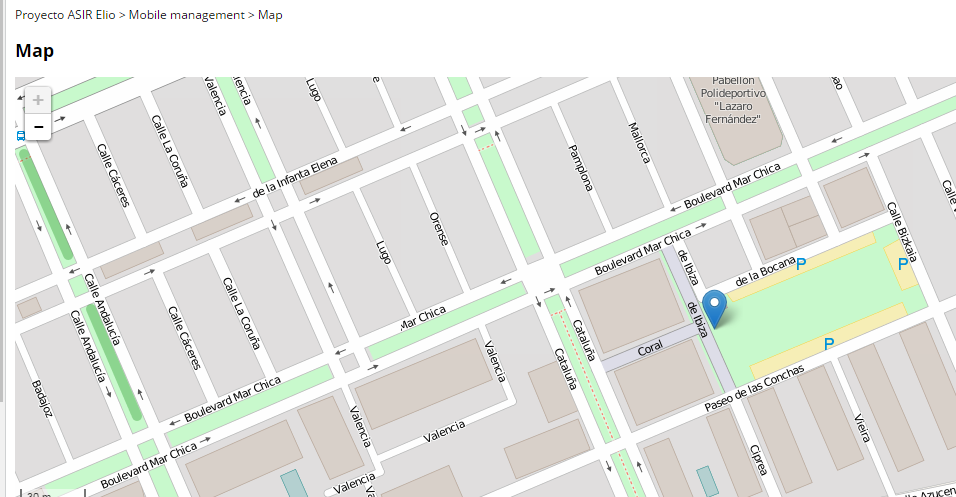 Proyecto ASIR Elio > Mobile management > Map
Map
+
−
Valencia
Lugo
Pabellón
Polideportivo
"Lazaro
Fernández"
Calle La Coruña
Calle Cáceres
de la Infanta Elena
Pamplona
Mallorca
Boulevard Mar Chica
Calle Bizkaia
Orense
Lugo
Boulevard Mar Chica
de Ibiza
de la Bocana
P
P
Calle Andalucía
Calle Andalucía
Calle Cáceres
Calle La Coruña
Mar Chica
Cataluña
Cataluña
de Ibiza
Coral
P
Badajoz
Boulevard Mar Chica
Valencia
Paseo de las Conchas
Boulevard Mar Chica
Valencia
Valencia
Valencia
Ciprea
Vieira
30 m